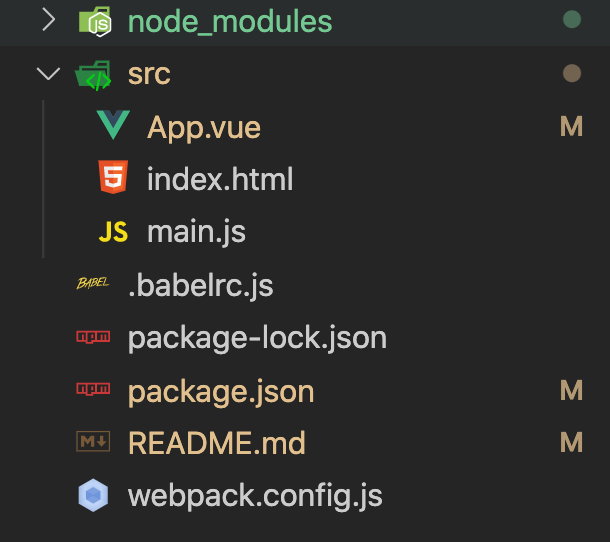 node_modules
src
App.vue M
index.html
JS main.js
BABEL .babelrc.js
npm package-lock.json
npm package.json M
M README.md M
webpack.config.js